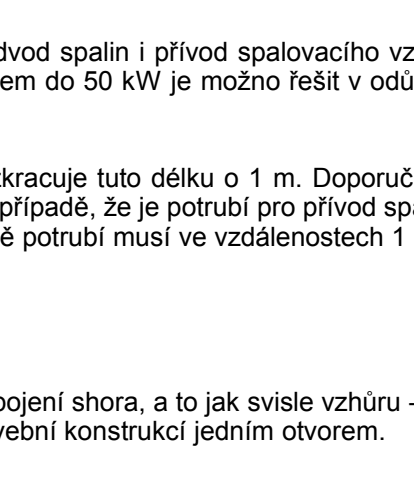 dvod spalin i přívod spalovacího vz
em do 50 kW je možno řešit v odů
kracuje tuto délku o 1 m. Doporuč
případě, že je potrubí pro přívod spa
ě potrubí musí ve vzdálenostech 1
pojení shora, a to jak svisle vzhůru -
vební konstrukcí jedním otvorem.